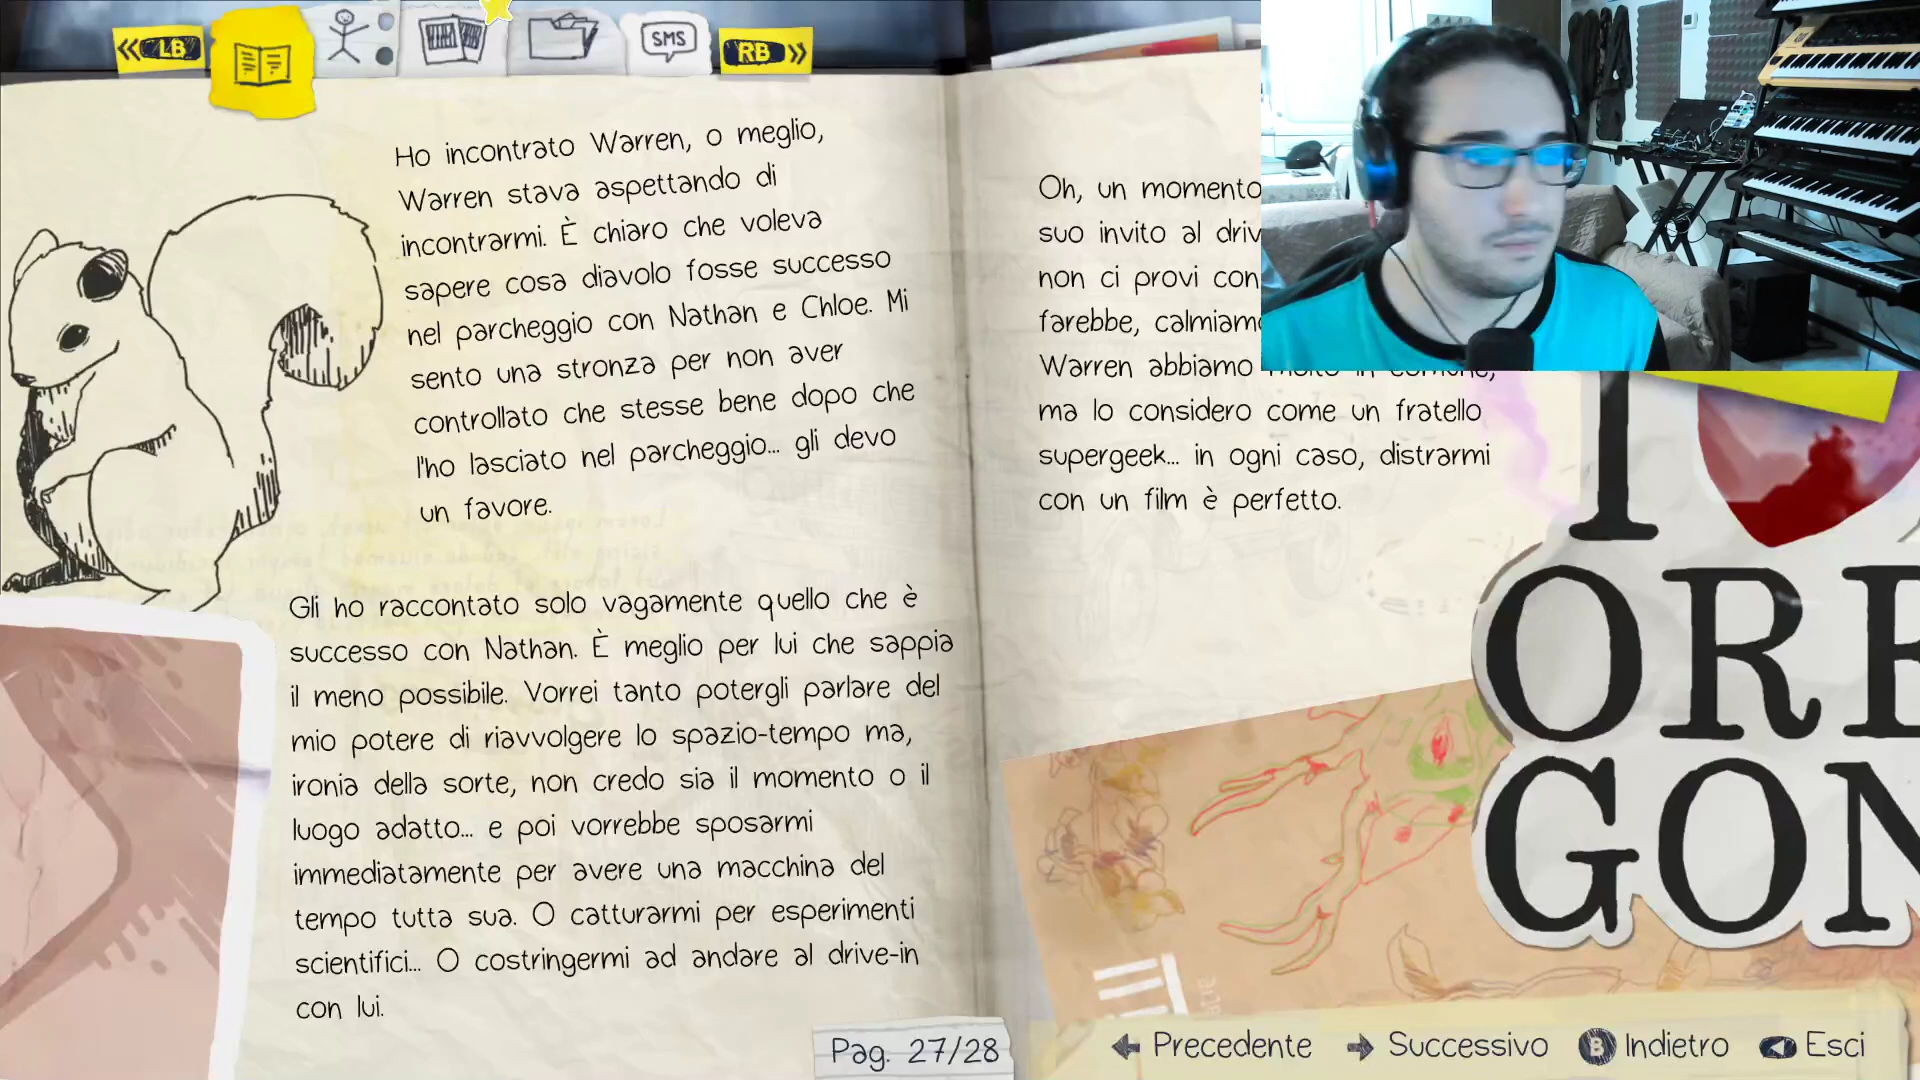 LB
SMS
RB
Ho incontrato Warren, o meglio,
Warren stava aspettando di
incontrarmi. È chiaro che voleva
sapere cosa diavolo fosse successo
nel parcheggio con Nathan e Chloe. Mi
sento una stronza per non aver
controllato che stesse bene dopo che
l'ho lasciato nel parcheggio... gli devo
un favore.
Gli ho raccontato solo vagamente quello che è
successo con Nathan. È meglio per lui che sappia
il meno possibile. Vorrei tanto potergli parlare del
mio potere di riavvolgere lo spazio-tempo ma,
ironia della sorte, non credo sia il momento o il
luogo adatto... e poi vorrebbe sposarmi
immediatamente per avere una macchina del
tempo tutta sua. O catturarmi per esperimenti
scientifici... O costringermi ad andare al drive-in
con lui.
Oh, un momento
suo invito al driv
non ci provi con
farebbe, calmiamo
Warren abbiamo molto in comune,
ma lo considero come un fratello
supergeek... in ogni caso, distrarmi
con un film è perfetto.
I
ORE
GON
Pag. 27/28
Precedente
Successivo
B Indietro
Esci